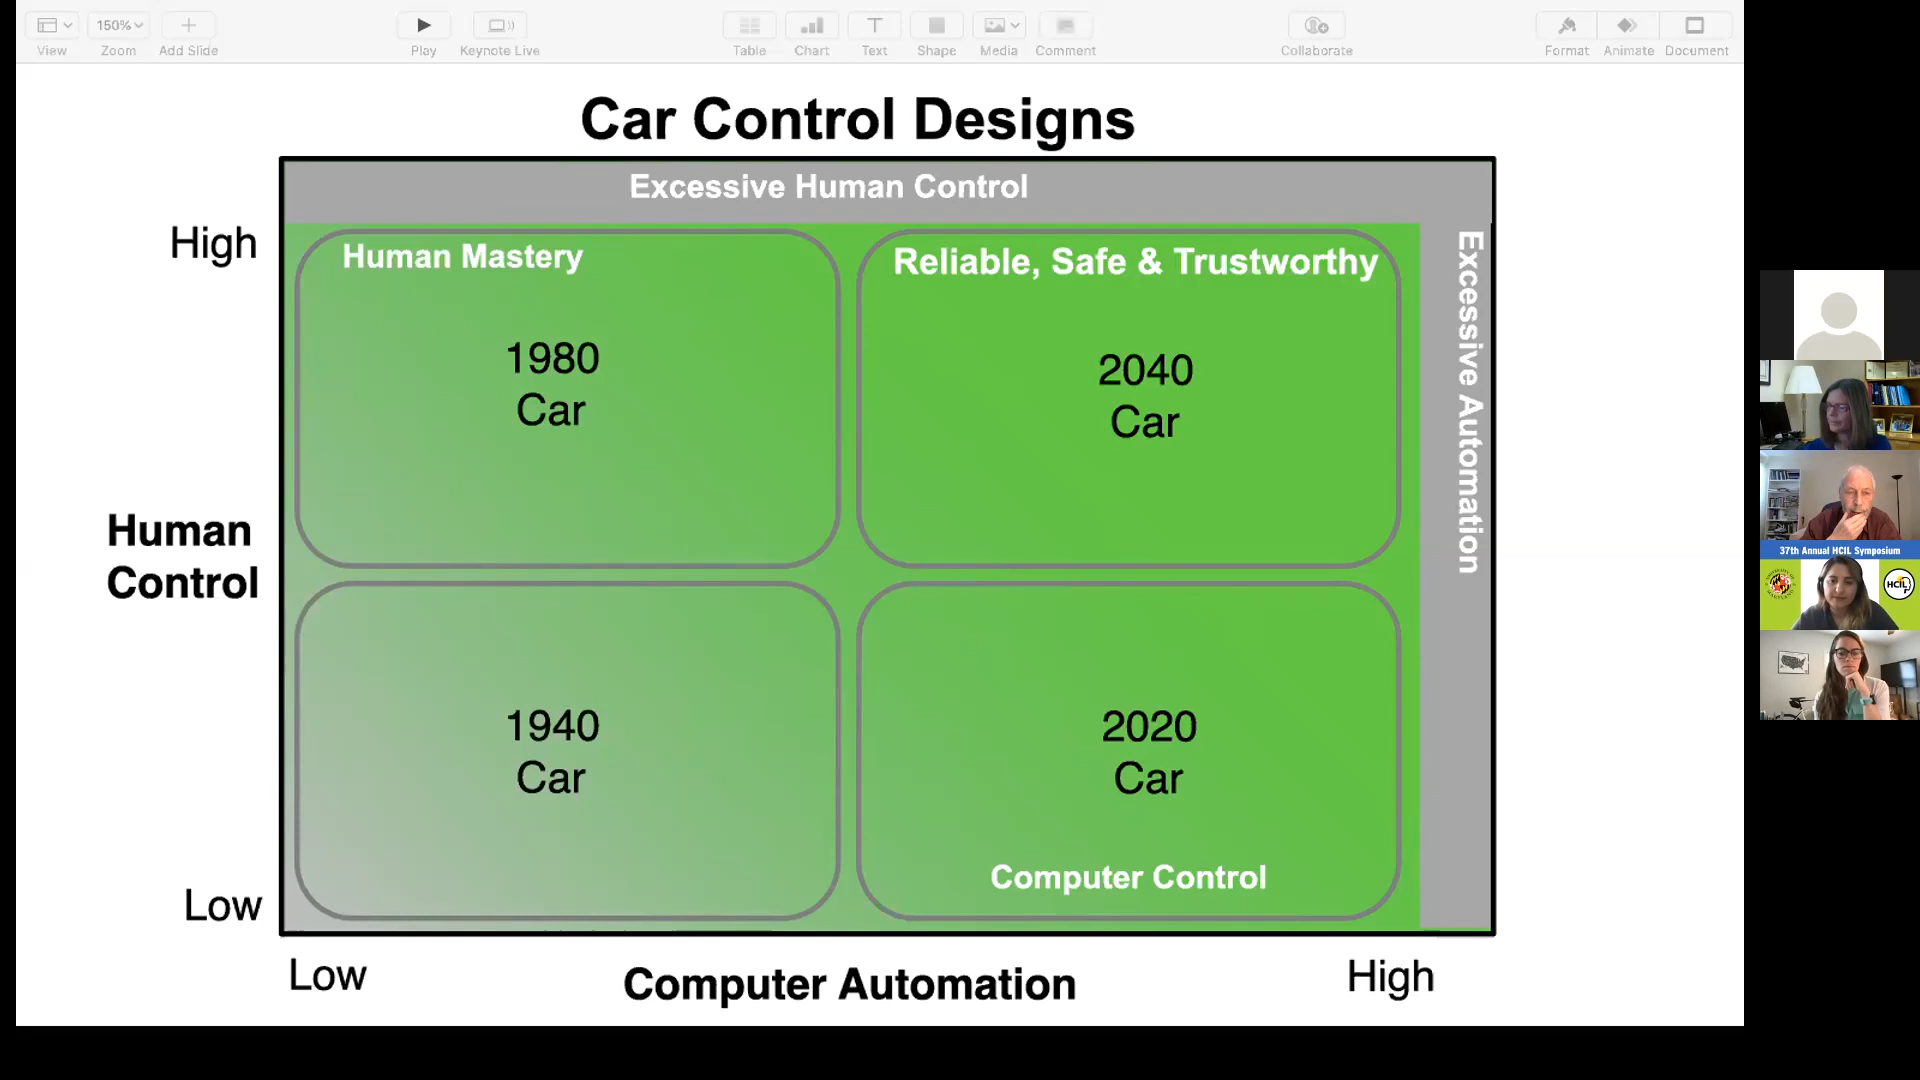 150%
View
Zoom
Add Slide
Play
Keynote Live
Table
Chart
Text
Shape
Media
Comment
Collaborate
Format
Animate
Document
Car Control Designs
Excessive Human Control
High
Human Mastery
Reliable, Safe & Trustworthy
Excessive Automation
1980
Car
2040
Car
Human
Control
1940
Car
2020
Car
Computer Control
Low
Low
Computer Automation
High
37th Annual HCIL Symposium
HCIL